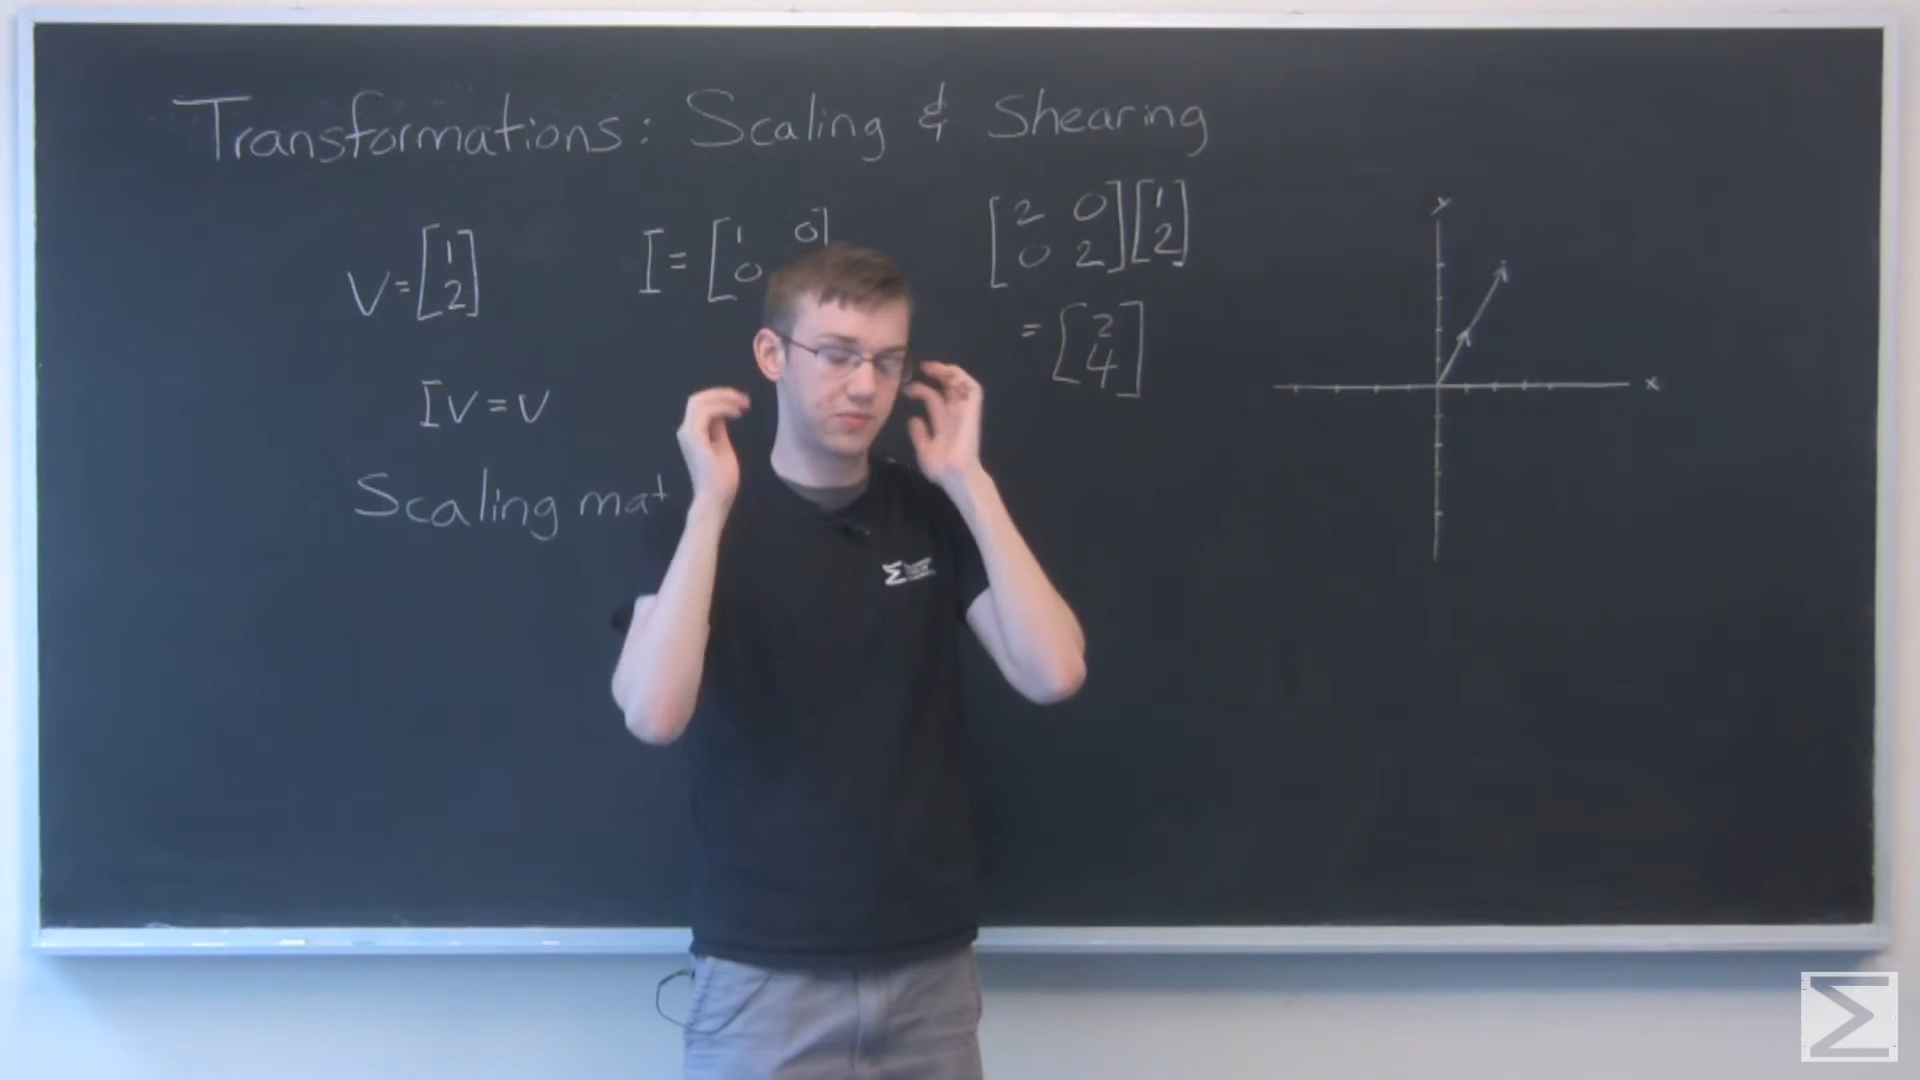 Transformations: Scaling & Shearing
V = [1 2]
I = [1 0 0
[2 0 0 2] [1 2]
= [2 4]
IV = V
Scaling mat
y
x
Σ
Σ